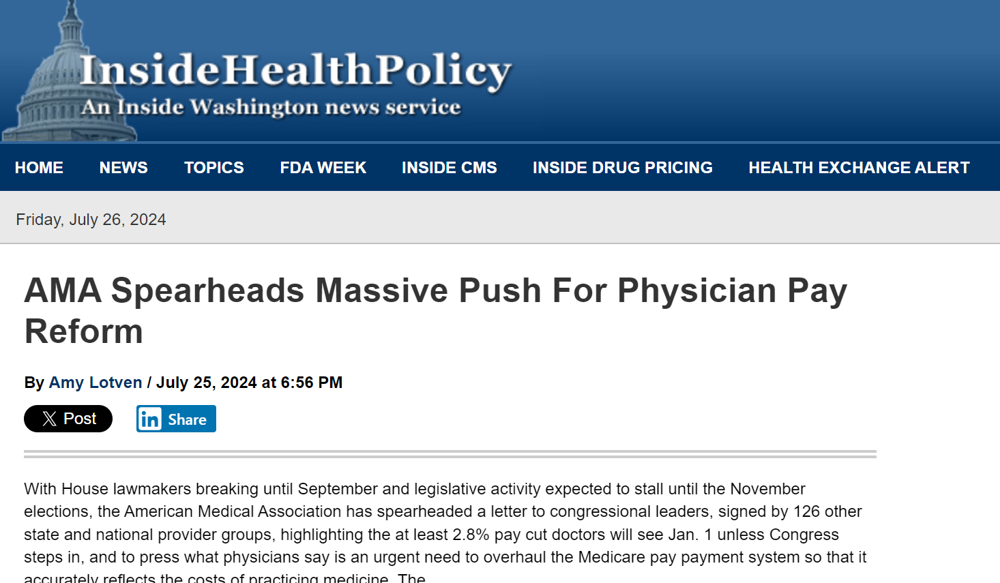 InsideHealthPolicy
An Inside Washington news service
HOME NEWS TOPICS FDA WEEK INSIDE CMS INSIDE DRUG PRICING HEALTH EXCHANGE ALERT
Friday, July 26, 2024
AMA Spearheads Massive Push For Physician Pay
Reform
By Amy Lotven / July 25, 2024 at 6:56 PM
X Post in Share
With House lawmakers breaking until September and legislative activity expected to stall until the November
elections, the American Medical Association has spearheaded a letter to congressional leaders, signed by 126 other
state and national provider groups, highlighting the at least 2.8% pay cut doctors will see Jan. 1 unless Congress
steps in, and to press what physicians say is an urgent need to overhaul the Medicare pay payment system so that it
accurately reflects the costs of practicing medicine. The